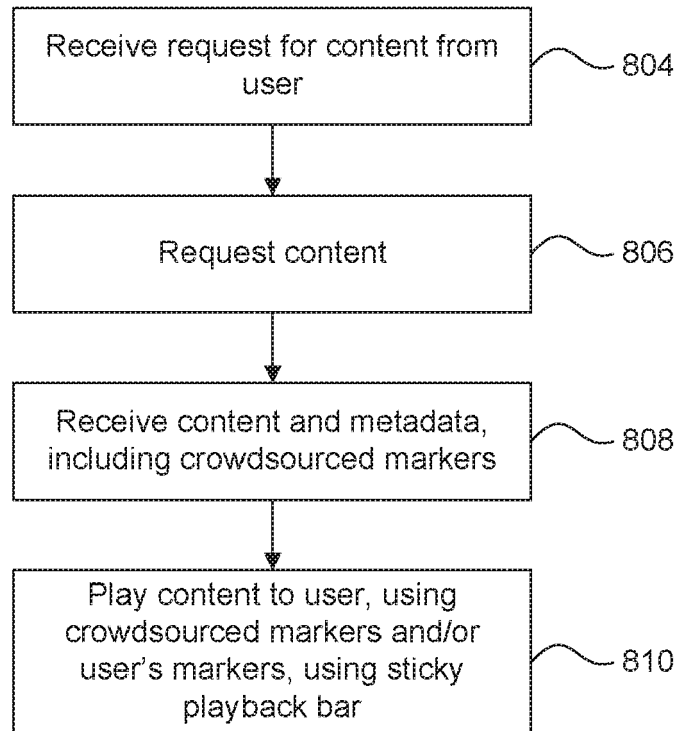 Receive request for content from
user
804
Request content
806
Receive content and metadata,
including crowdsourced markers
808
Play content to user, using
crowdsourced markers and/or
user's markers, using sticky
playback bar
810